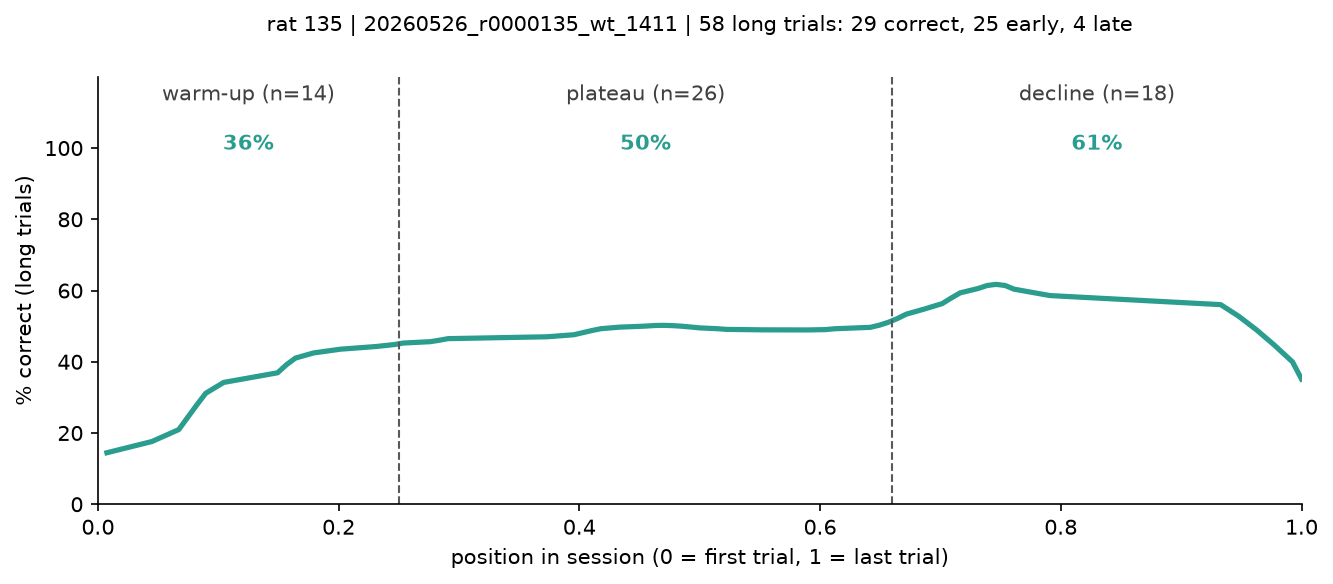 rat 135 | 20260526_r0000135_wt_1411 | 58 long trials: 29 correct, 25 early, 4 late
warm-up (n=14)
plateau (n=26)
decline (n=18)
36%
50%
61%
% correct (long trials)
100
80
60
40
20
0
0.0
0.2
0.4
0.6
0.8
1.0
position in session (0 = first trial, 1 = last trial)